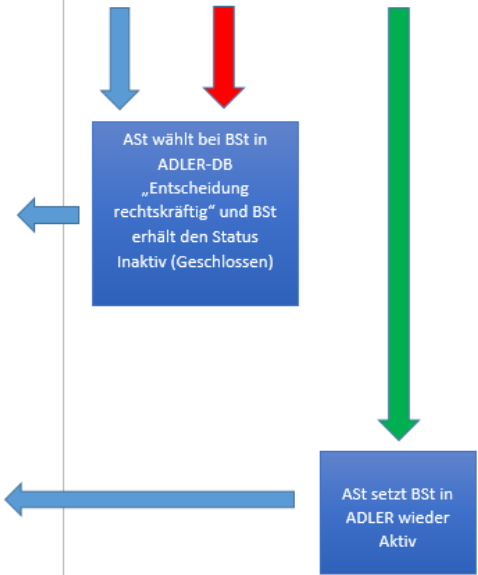 ASt wählt bei BSt in
ADLER-DB
„Entscheidung
rechtskräftig“ und BSt
erhält den Status
Inaktiv (Geschlossen)
ASt setzt BSt in
ADLER wieder
Aktiv